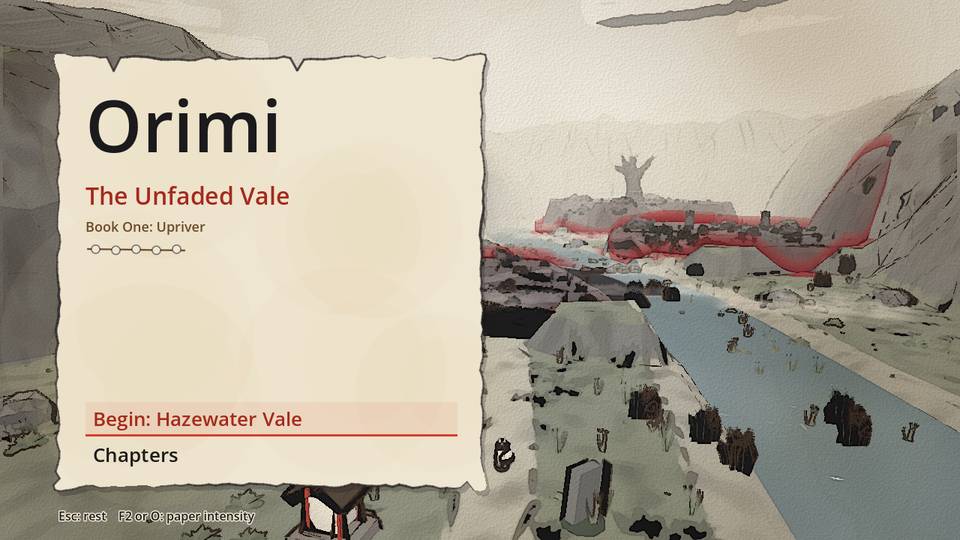 Orimi
The Unfaded Vale
Book One: Upriver
Begin: Hazewater Vale
Chapters
Esc: rest F2 or O: paper intensity